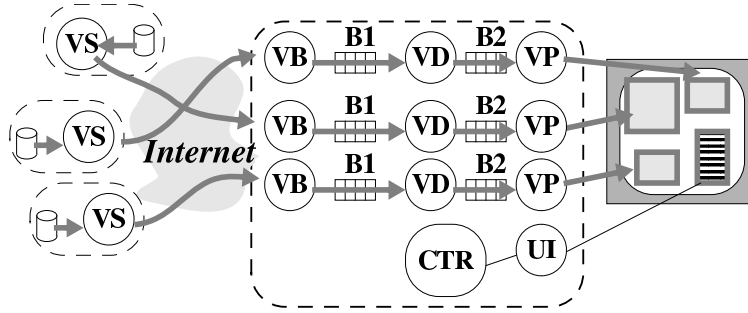 VS
VB B1 VD B2 VP
VS
Internet
VB B1 VD B2 VP
VS
VB B1 VD B2 VP
CTR UI